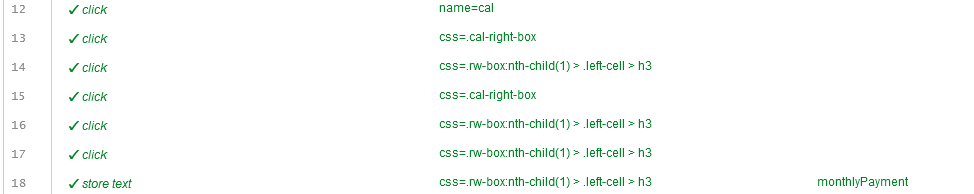 12 ✓ click name=cal
13 ✓ click css=.cal-right-box
14 ✓ click css=.rw-box:nth-child(1) > .left-cell > h3
15 ✓ click css=.cal-right-box
16 ✓ click css=.rw-box:nth-child(1) > .left-cell > h3
17 ✓ click css=.rw-box:nth-child(1) > .left-cell > h3
18 ✓ store text css=.rw-box:nth-child(1) > .left-cell > h3 monthlyPayment